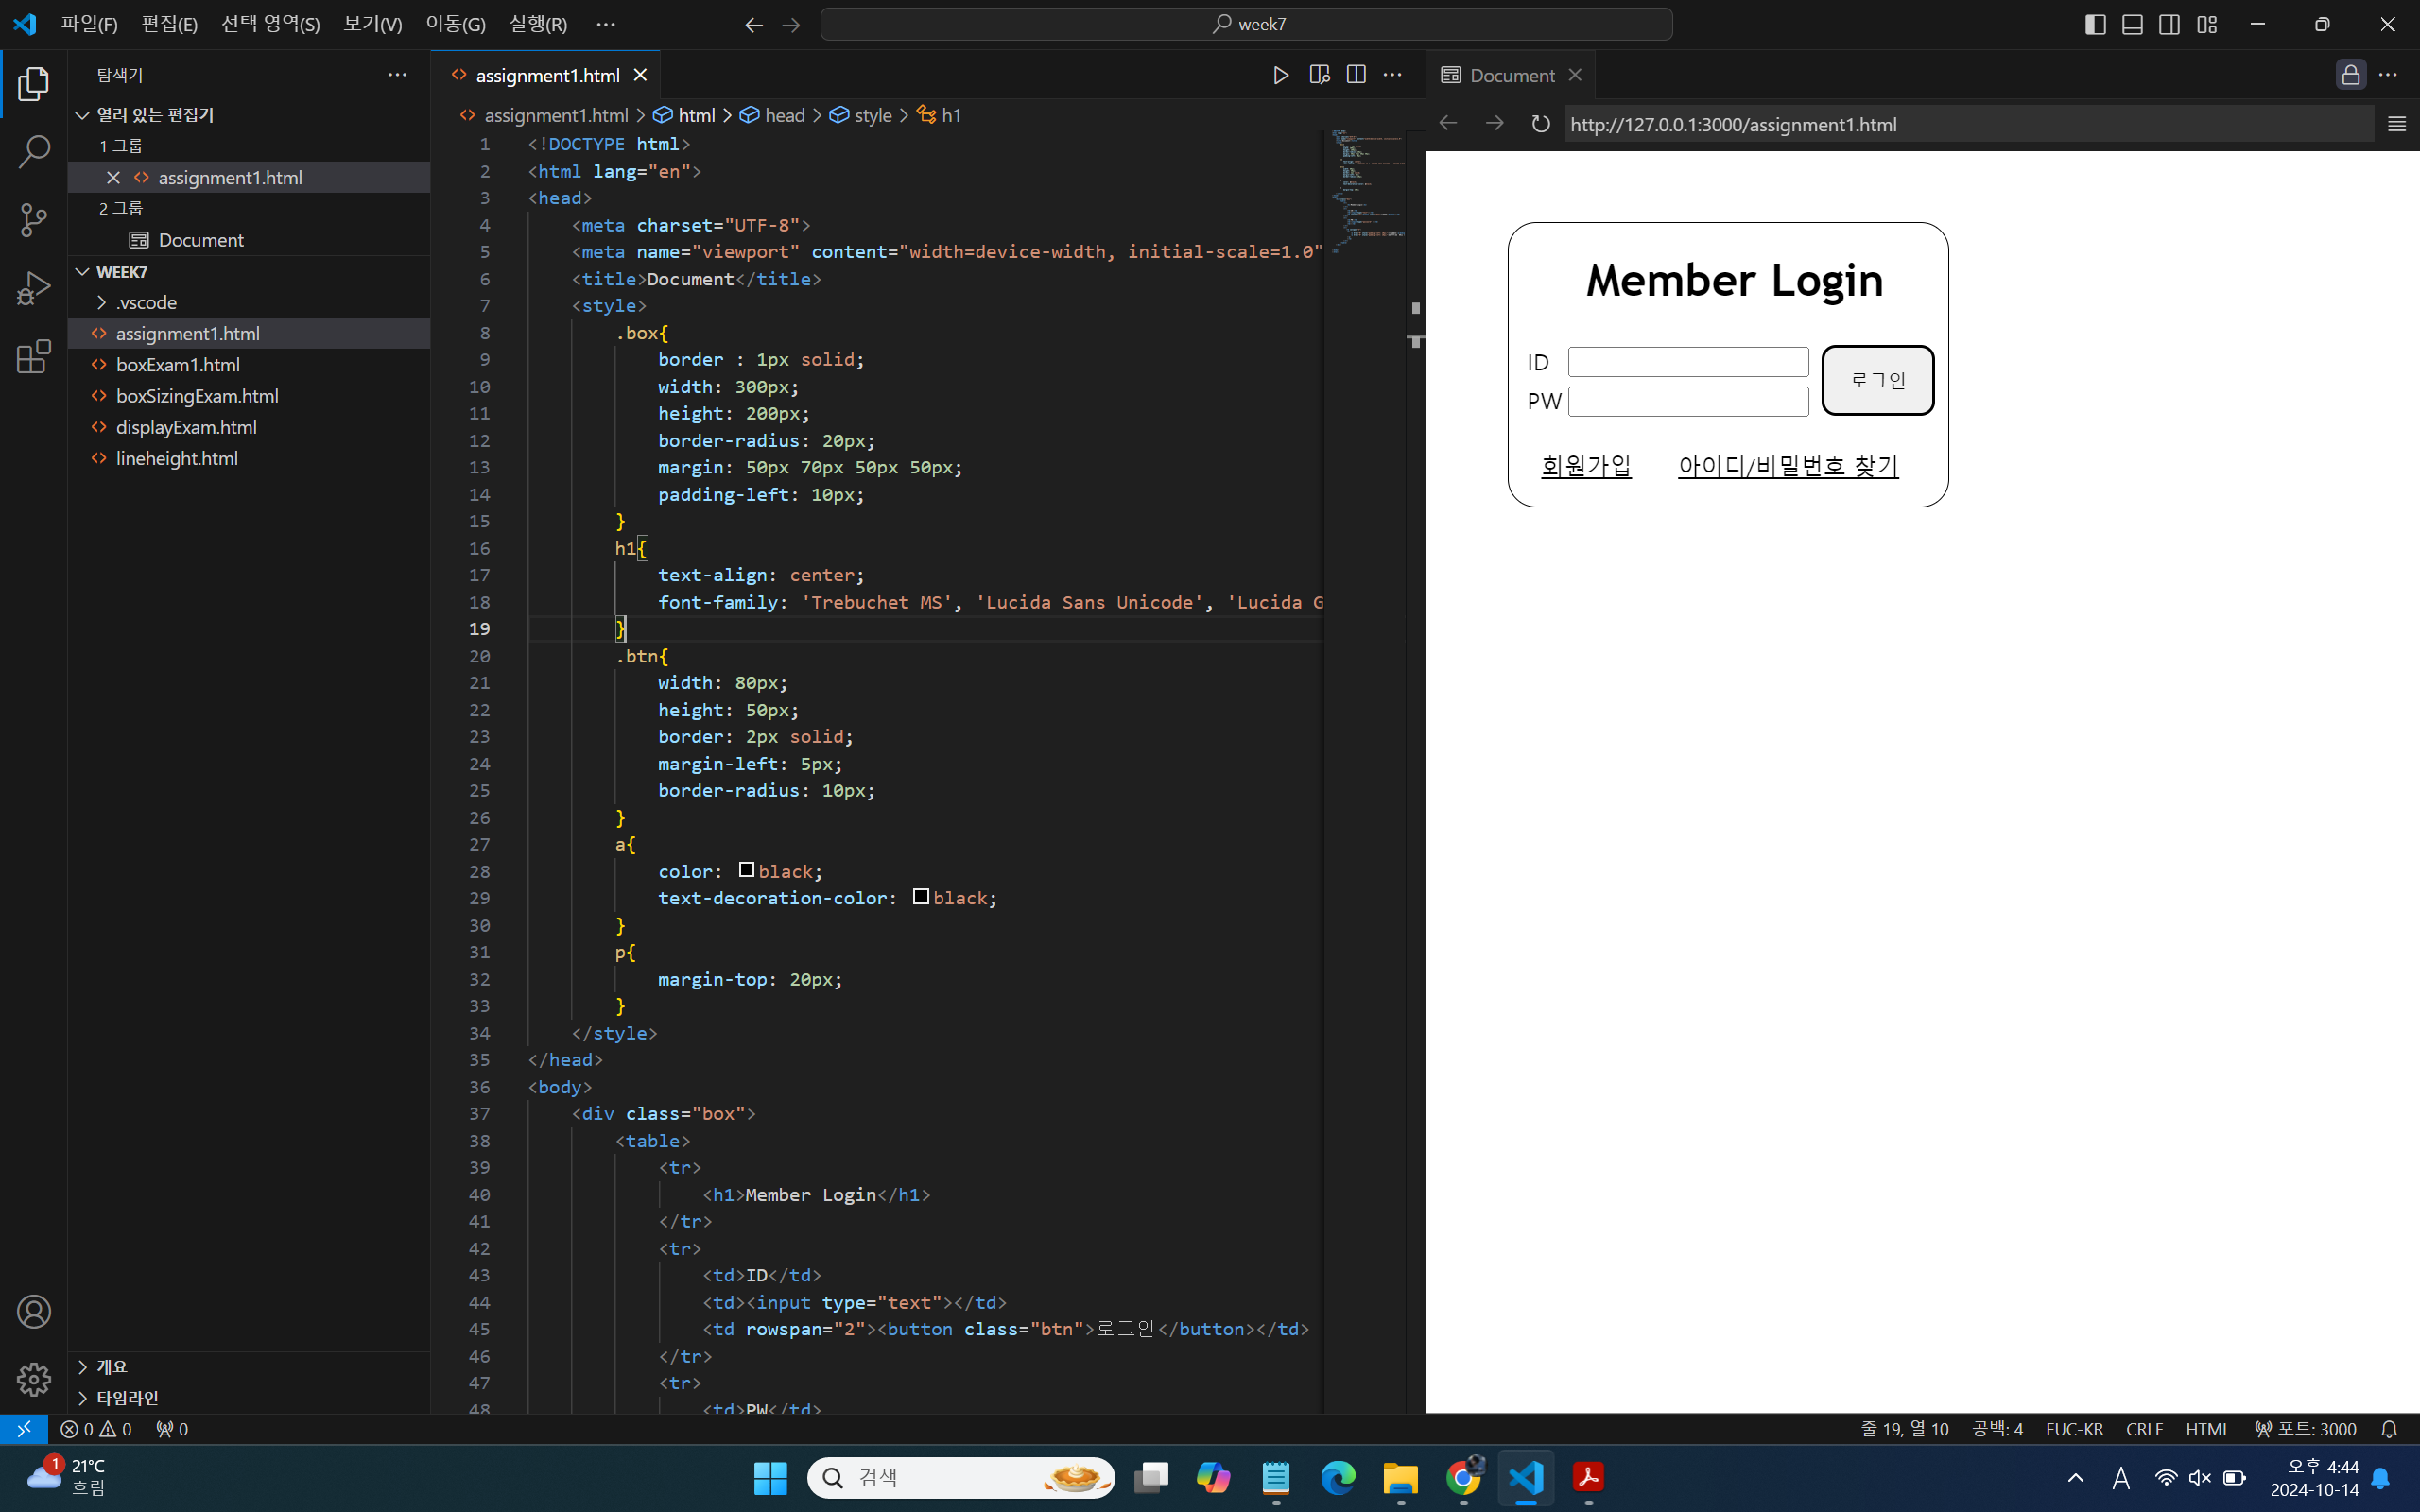 파일(F) 편집(E) 선택 영역(S) 보기(V) 이동(G) 실행(R) ···
week7
탐색기
열려 있는 편집기
1 그룹
assignment1.html
2 그룹
Document
WEEK7
.vscode
assignment1.html
boxExam1.html
boxSizingExam.html
displayExam.html
lineheight.html
개요
타임라인
assignment1.html
assignment1.html > html > head > style > h1
1 <!DOCTYPE html>
2 <html lang="en">
3 <head>
4 <meta charset="UTF-8">
5 <meta name="viewport" content="width=device-width, initial-scale=1.0"
6 <title>Document</title>
7 <style>
8 .box{
9 border : 1px solid;
10 width: 300px;
11 height: 200px;
12 border-radius: 20px;
13 margin: 50px 70px 50px 50px;
14 padding-left: 10px;
15 }
16 h1{
17 text-align: center;
18 font-family: 'Trebuchet MS', 'Lucida Sans Unicode', 'Lucida G
19 }
20 .btn{
21 width: 80px;
22 height: 50px;
23 border: 2px solid;
24 margin-left: 5px;
25 border-radius: 10px;
26 }
27 a{
28 color: black;
29 text-decoration-color: black;
30 }
31 p{
32 margin-top: 20px;
33 }
34 </style>
35 </head>
36 <body>
37 <div class="box">
38 <table>
39 <tr>
40 <h1>Member Login</h1>
41 </tr>
42 <tr>
43 <td>ID</td>
44 <td><input type="text"></td>
45 <td rowspan="2"><button class="btn">로그인</button></td>
46 </tr>
47 <tr>
48 <td>PW</td>
Document
http://127.0.0.1:3000/assignment1.html
Member Login
ID
로그인
PW
회원가입 아이디/비밀번호 찾기
0 0 0
줄 19, 열 10 공백: 4 EUC-KR CRLF HTML 포트: 3000
1
21°C
흐림
검색
A
오후 4:44
2024-10-14